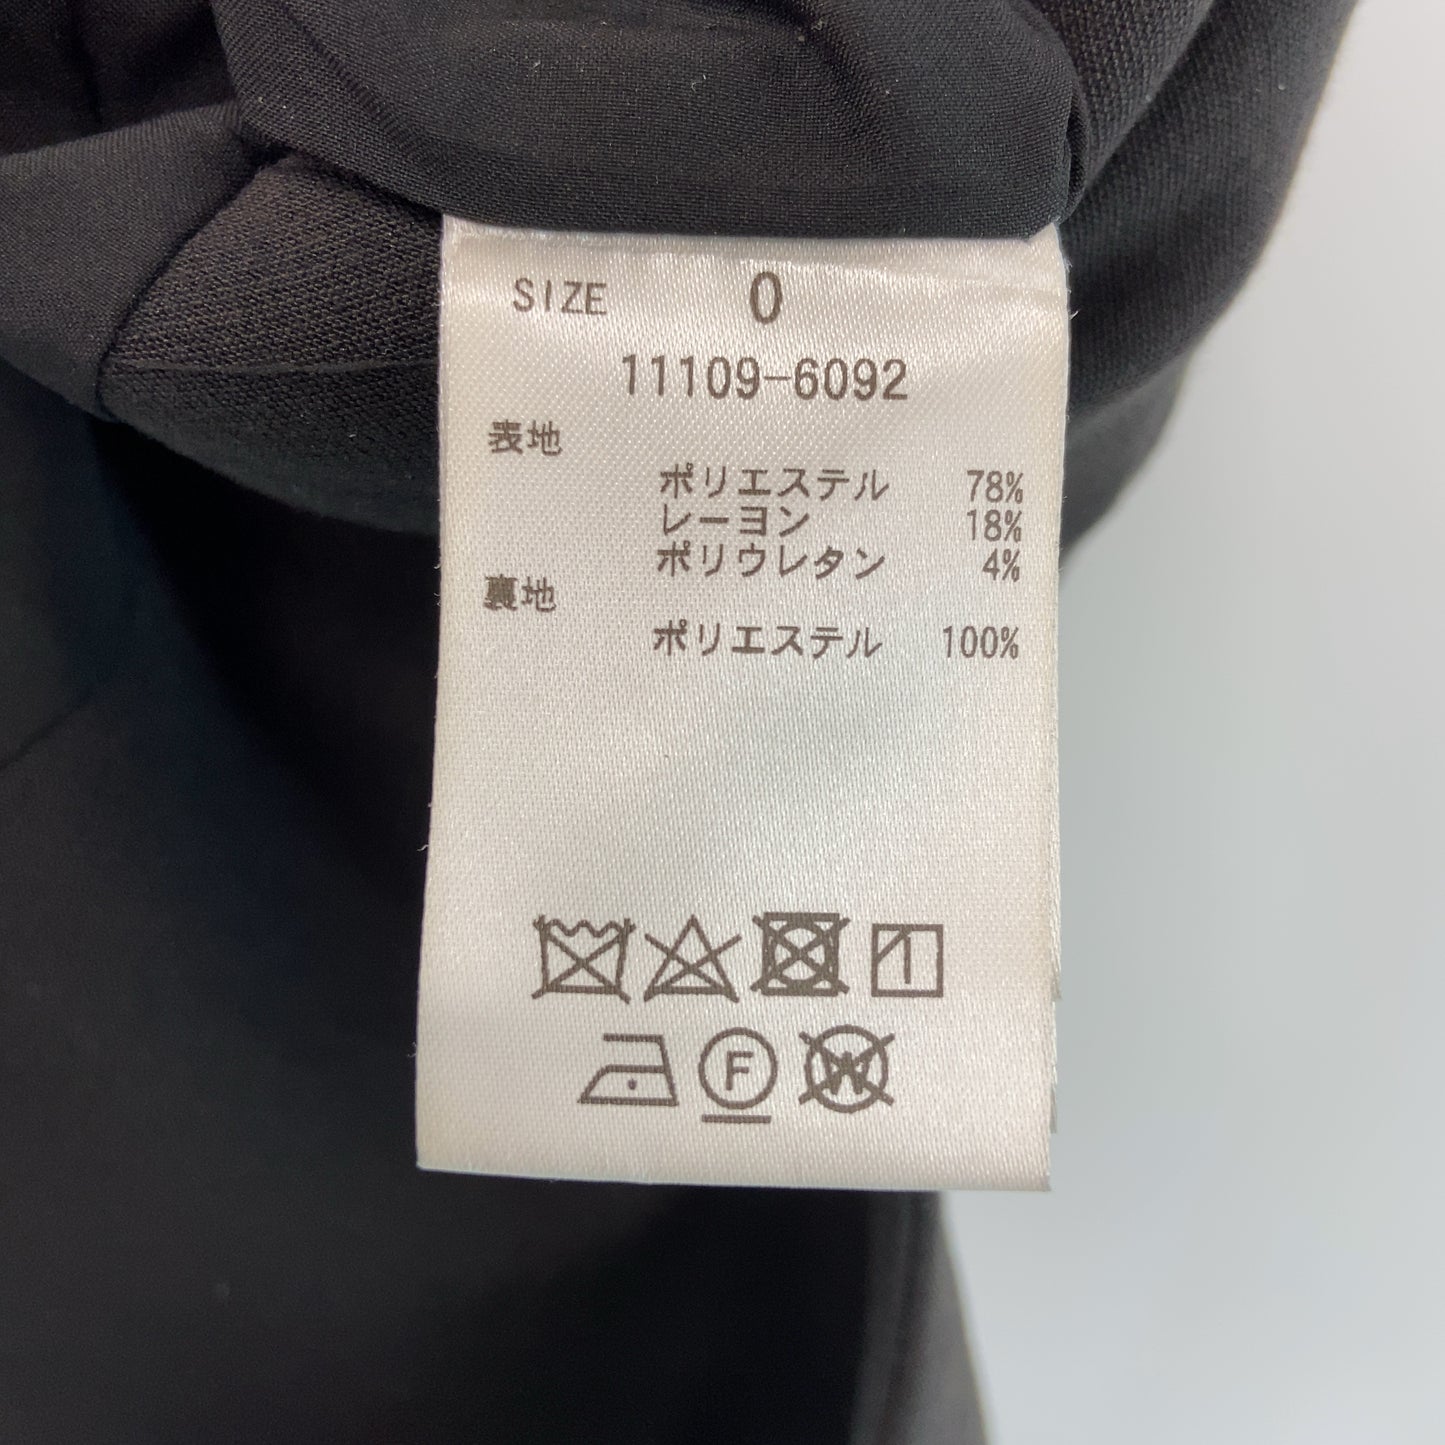 SIZE 0
11109-6092
表地
ポリエステル 78%
レーヨン 18%
ポリウレタン 4%
裏地
ポリエステル 100%
F W